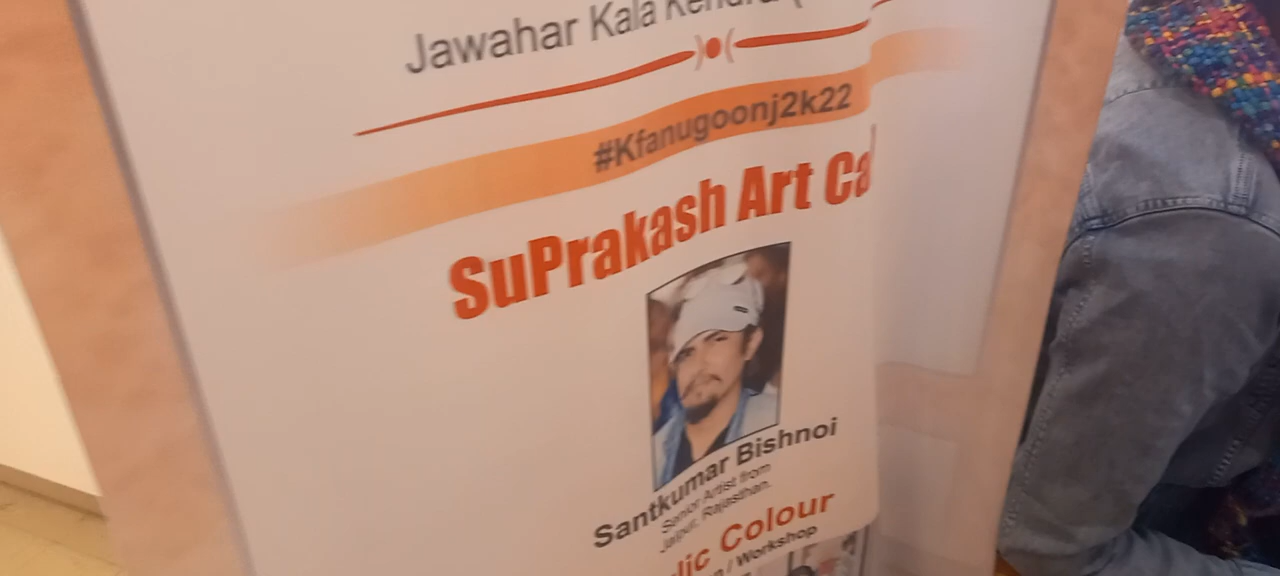 Jawahar Kala Kendra (
#Kfanugoonj2k22
SuPrakash Art Ca
Santkumar Bishnoi
Senior Artist from
Jaipur, Rajasthan.
lic Colour
n / Workshop